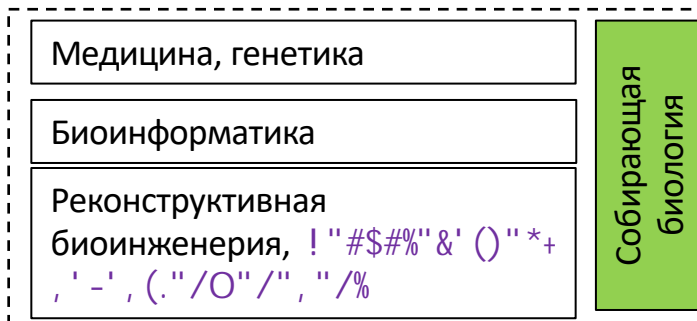 Медицина, генетика
Биоинформатика
Реконструктивная
биоинженерия, ! "#$#%"&' ()"*+
, ' -' , (."/O"/", "/%
Собирающая
биология